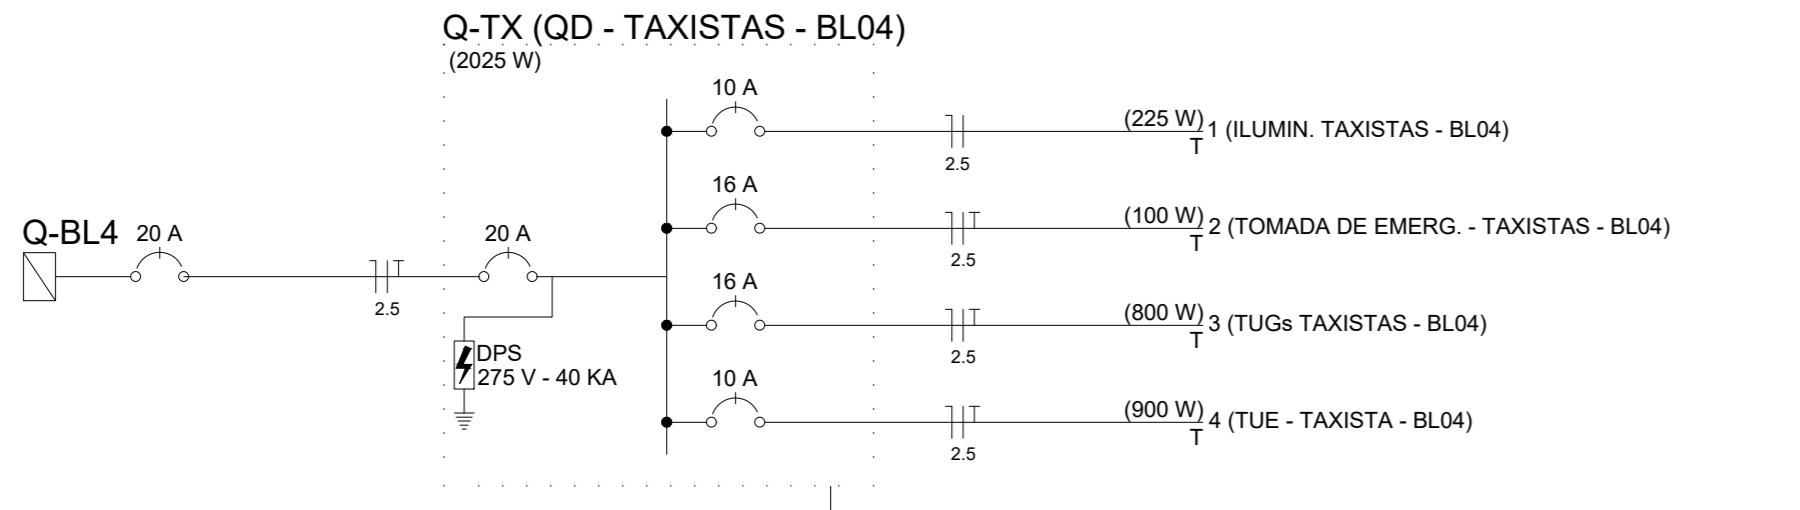 Q-TX (QD - TAXISTAS - BL04)
(2025 W)
10 A
(225 W)
1 (ILUMIN. TAXISTAS - BL04)
T
2.5
16 A
(100 W)
2 (TOMADA DE EMERG. - TAXISTAS - BL04)
T
2.5
Q-BL4
20 A
2.5
20 A
16 A
(800 W)
3 (TUGs TAXISTAS - BL04)
T
2.5
DPS
275 V - 40 KA
10 A
(900 W)
4 (TUE - TAXISTA - BL04)
T
2.5